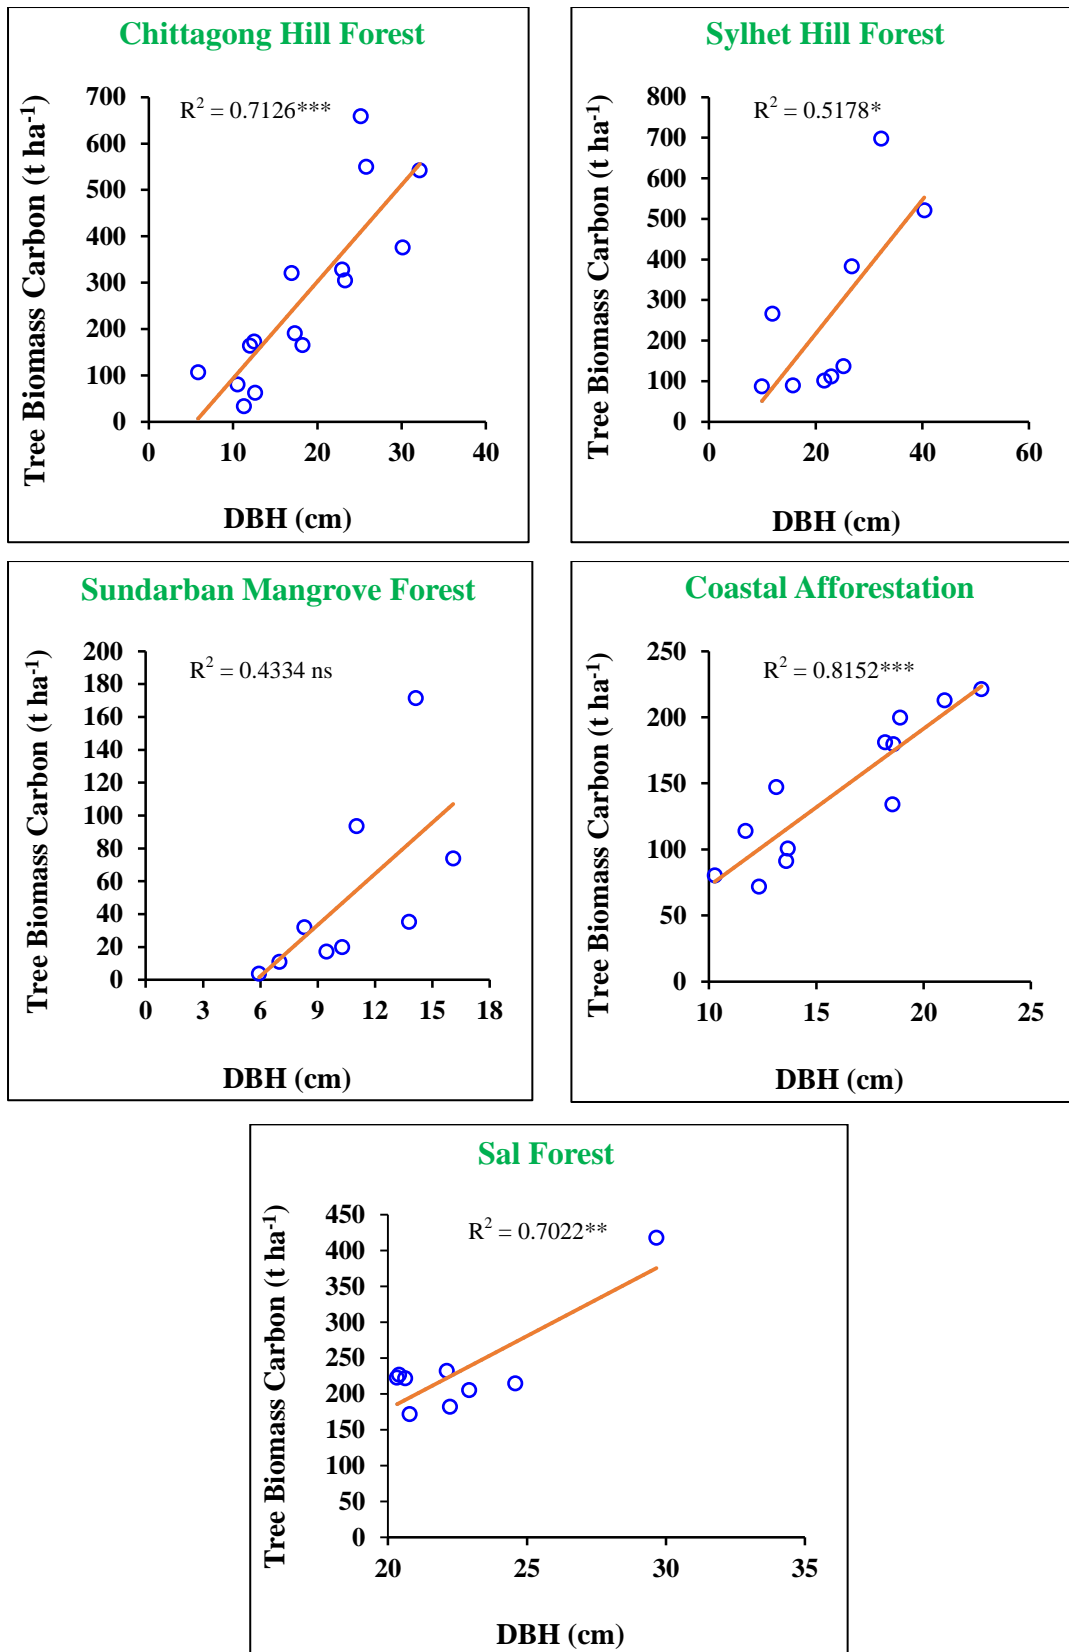 Chittagong Hill Forest
R² = 0.7126***
Tree Biomass Carbon (t ha⁻¹)
700
600
500
400
300
200
100
0
0 10 20 30 40
DBH (cm)
Sylhet Hill Forest
R² = 0.5178*
Tree Biomass Carbon (t ha⁻¹)
800
700
600
500
400
300
200
100
0
0 20 40 60
DBH (cm)
Sundarban Mangrove Forest
R² = 0.4334 ns
Tree Biomass Carbon (t ha⁻¹)
200
180
160
140
120
100
80
60
40
20
0
0 3 6 9 12 15 18
DBH (cm)
Coastal Afforestation
R² = 0.8152***
Tree Biomass Carbon (t ha⁻¹)
250
200
150
100
50
0
10 15 20 25
DBH (cm)
Sal Forest
R² = 0.7022**
Tree Biomass Carbon (t ha⁻¹)
450
400
350
300
250
200
150
100
50
0
20 25 30 35
DBH (cm)